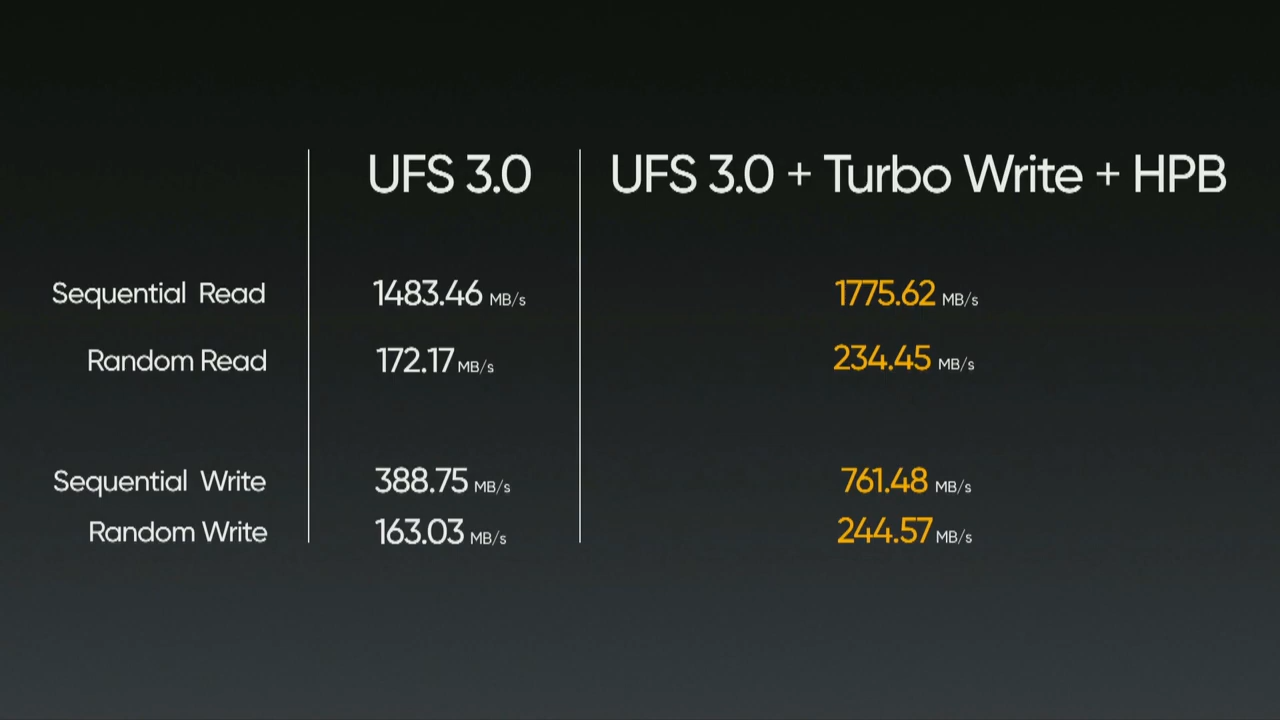 UFS 3.0 UFS 3.0 + Turbo Write + HPB
Sequential Read 1483.46 MB/s 1775.62 MB/s
Random Read 172.17 MB/s 234.45 MB/s
Sequential Write 388.75 MB/s 761.48 MB/s
Random Write 163.03 MB/s 244.57 MB/s